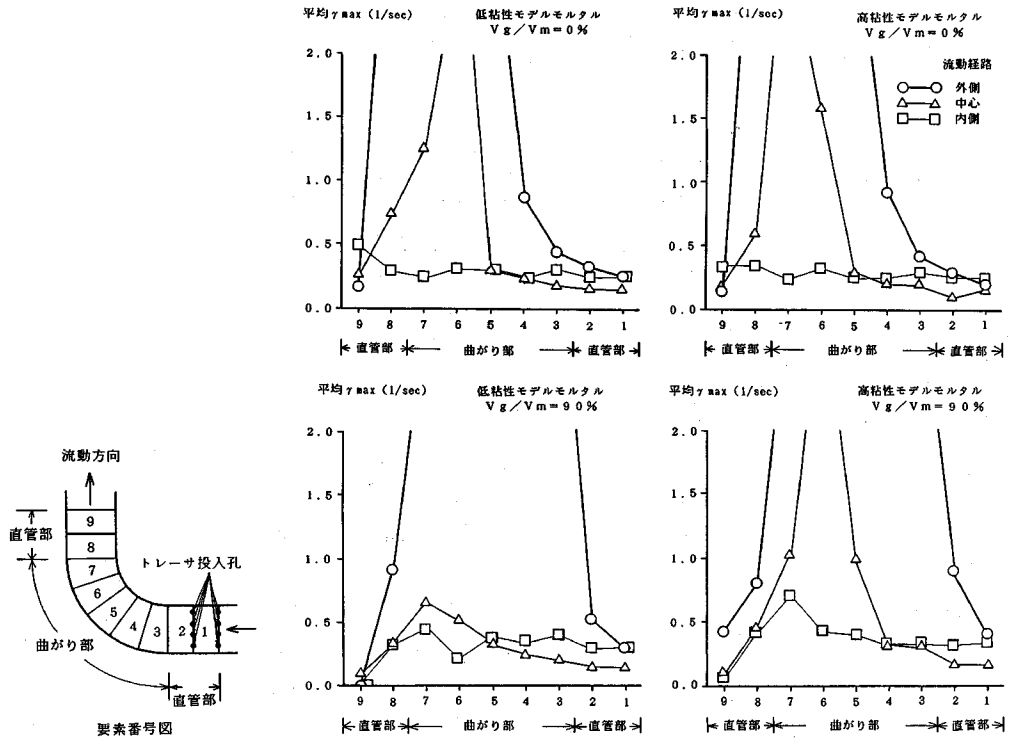 平均γmax (1/sec)
低粘性モデルモルタル
Vg/Vm=0%
2.0
1.5
1.0
0.5
0.0
9 8 7 6 5 4 3 2 1
直管部 曲がり部 直管部
平均γmax (1/sec)
高粘性モデルモルタル
Vg/Vm=0%
流動経路
外側
中心
内側
2.0
1.5
1.0
0.5
0.0
9 8 7 6 5 4 3 2 1
直管部 曲がり部 直管部
流動方向
9
8
7
6
5
4
3
2
1
直管部
トレーサ投入孔
曲がり部
直管部
要素番号図
平均γmax (1/sec)
低粘性モデルモルタル
Vg/Vm=90%
2.0
1.5
1.0
0.5
0.0
9 8 7 6 5 4 3 2 1
直管部 曲がり部 直管部
平均γmax (1/sec)
高粘性モデルモルタル
Vg/Vm=90%
2.0
1.5
1.0
0.5
0.0
9 8 7 6 5 4 3 2 1
直管部 曲がり部 直管部